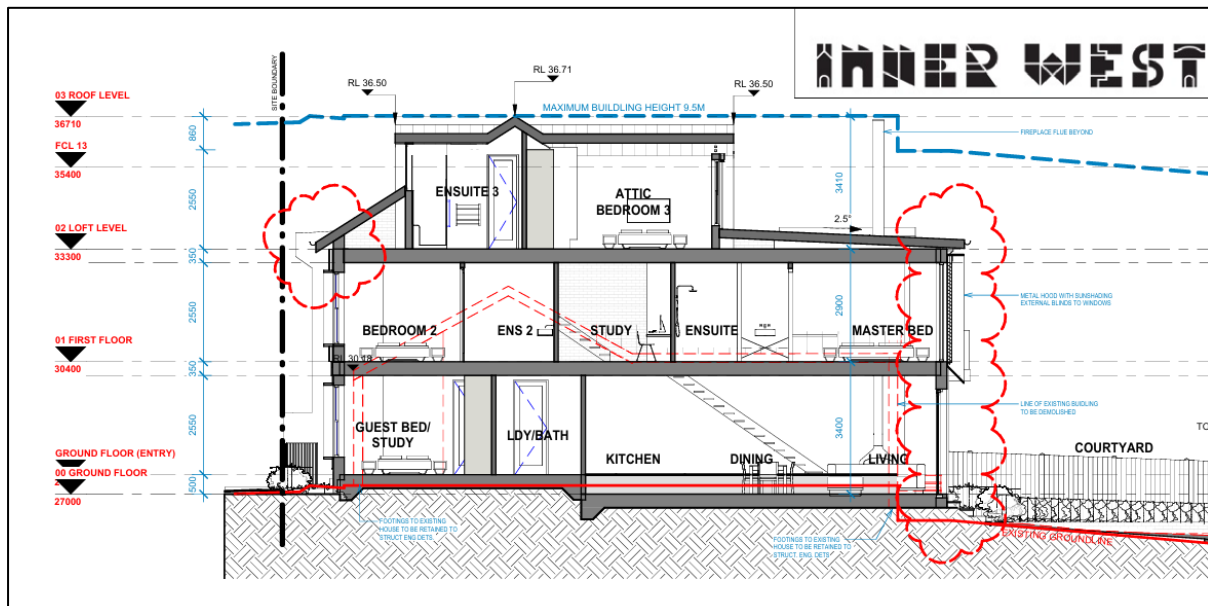 INNER WEST
SITE BOUNDARY
RL 36.50
RL 36.71
RL 36.50
MAXIMUM BUILDLING HEIGHT 9.5M
03 ROOF LEVEL
36710
860
FIREPLACE FLUE BEYOND
FCL 13
35400
2550
3410
ENSUITE 3
ATTIC
BEDROOM 3
2.5°
02 LOFT LEVEL
33300
350
2550
2900
METAL HOOD WITH SUNSHADING
EXTERNAL BLINDS TO WINDOWS
BEDROOM 2
ENS 2
STUDY
ENSUITE
MASTER BED
01 FIRST FLOOR
30400
RL 30.18
350
2550
3400
LINE OF EXISTING BUIDLING
TO BE DEMOLISHED
GUEST BED/
STUDY
LDY/BATH
KITCHEN
DINING
LIVING
COURTYARD
TO
GROUND FLOOR (ENTRY)
00 GROUND FLOOR
27000
500
FOOTINGS TO EXISTING
HOUSE TO BE RETAINED TO
STRUCT ENG DETS
FOOTINGS TO EXISTING
HOUSE TO BE RETAINED TO
STRUCT. ENG. DETS
EXISTING GROUNDLINE